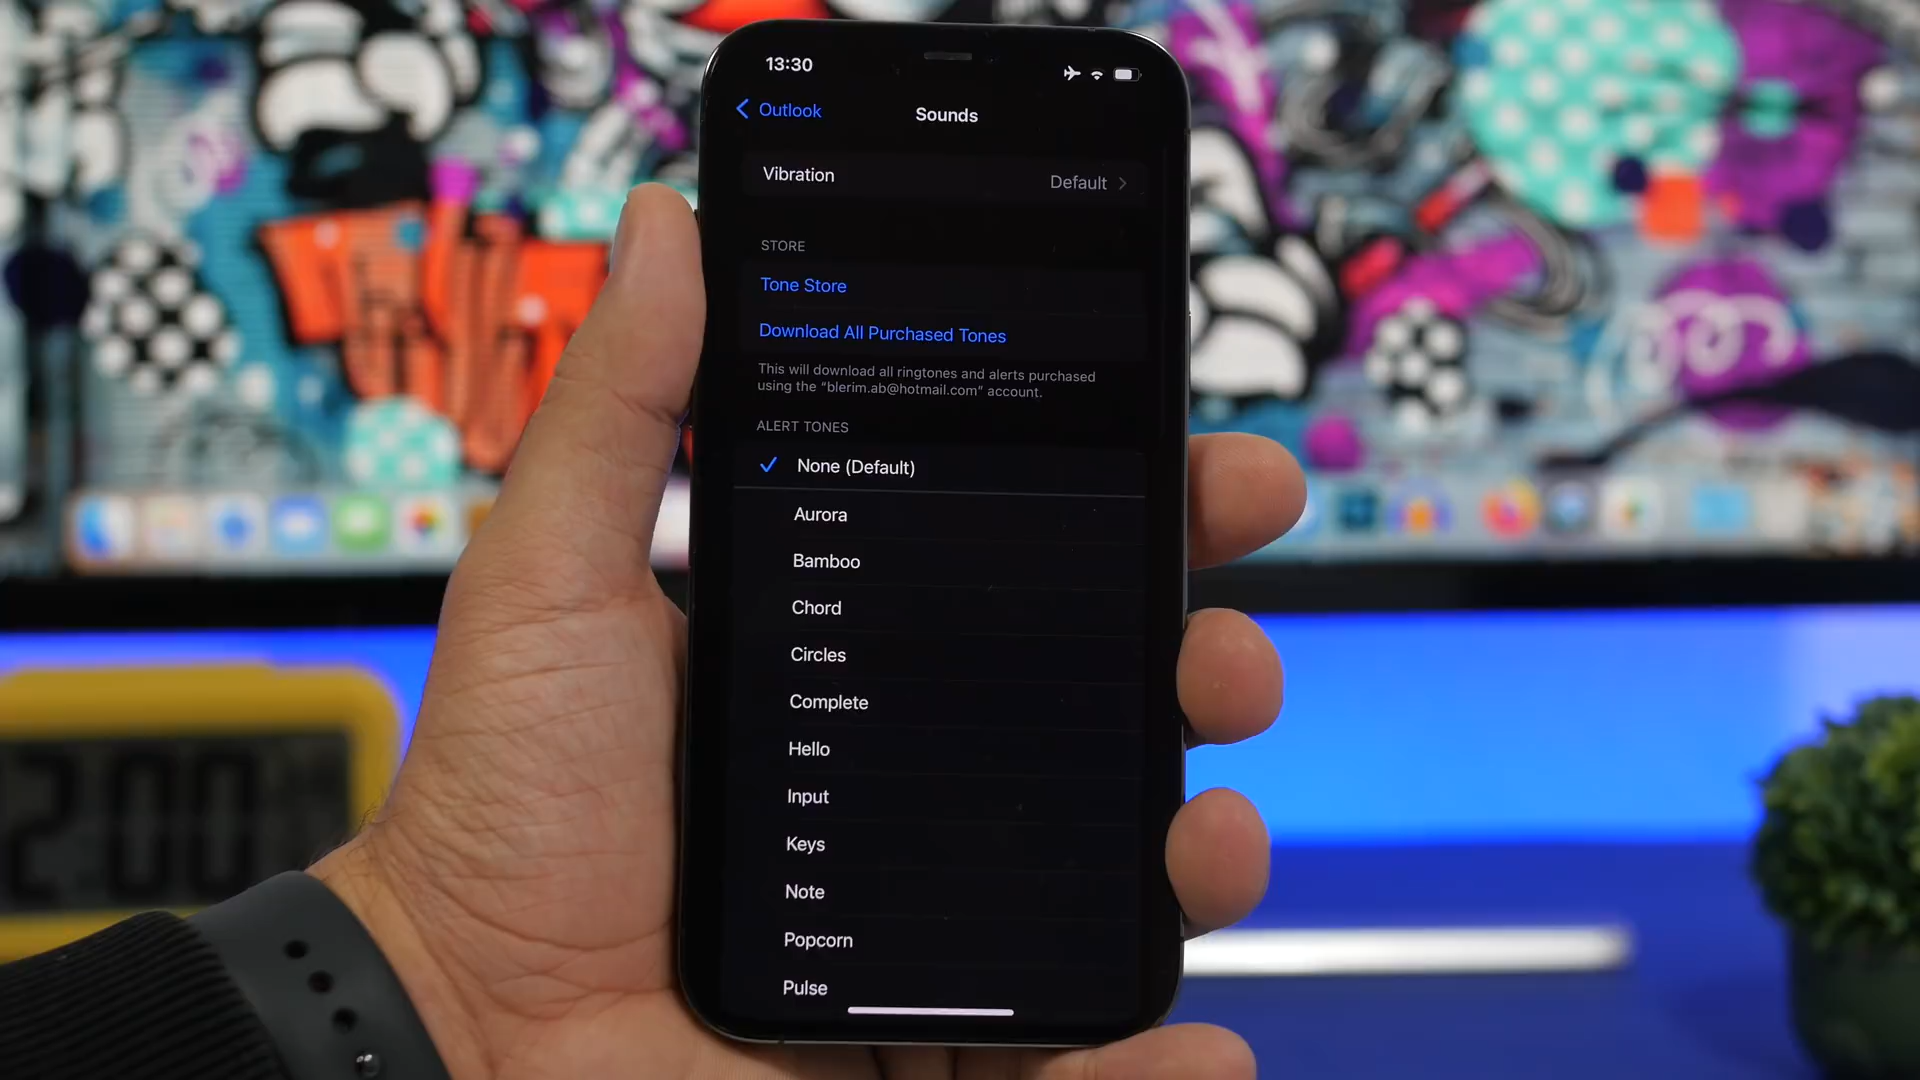 13:30
Outlook
Sounds
Vibration
Default
STORE
Tone Store
Download All Purchased Tones
This will download all ringtones and alerts purchased
using the “blerim.ab@hotmail.com” account.
ALERT TONES
None (Default)
Aurora
Bamboo
Chord
Circles
Complete
Hello
Input
Keys
Note
Popcorn
Pulse
2:00